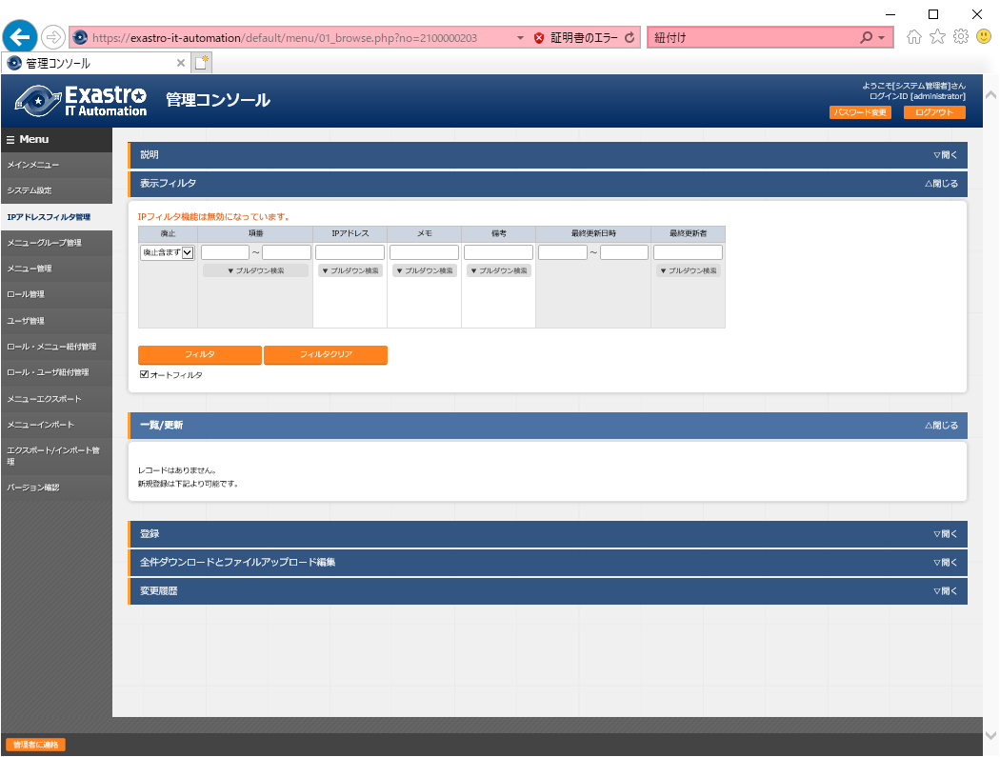 https://exastro-it-automation/default/menu/01_browse.php?no=2100000203
証明書のエラー
紐付け
管理コンソール
Exastro
IT Automation
管理コンソール
ようこそ[システム管理者]さん
ログインID [administrator]
パスワード変更
ログアウト
Menu
メインメニュー
システム設定
IPアドレスフィルタ管理
メニューグループ管理
メニュー管理
ロール管理
ユーザ管理
ロール・メニュー紐付管理
ロール・ユーザ紐付管理
メニューエクスポート
メニューインポート
エクスポート/インポート管
理
バージョン確認
説明 ▽開く
表示フィルタ △閉じる
IPフィルタ機能は無効になっています。
廃止 項番 IPアドレス メモ 備考 最終更新日時 最終更新者
廃止含まず ～ ～
▼ プルダウン検索 ▼ プルダウン検索 ▼ プルダウン検索 ▼ プルダウン検索 ▼ プルダウン検索
フィルタ フィルタクリア
オートフィルタ
一覧/更新 △閉じる
レコードはありません。
新規登録は下記より可能です。
登録 ▽開く
全件ダウンロードとファイルアップロード編集 ▽開く
変更履歴 ▽開く
管理者に連絡